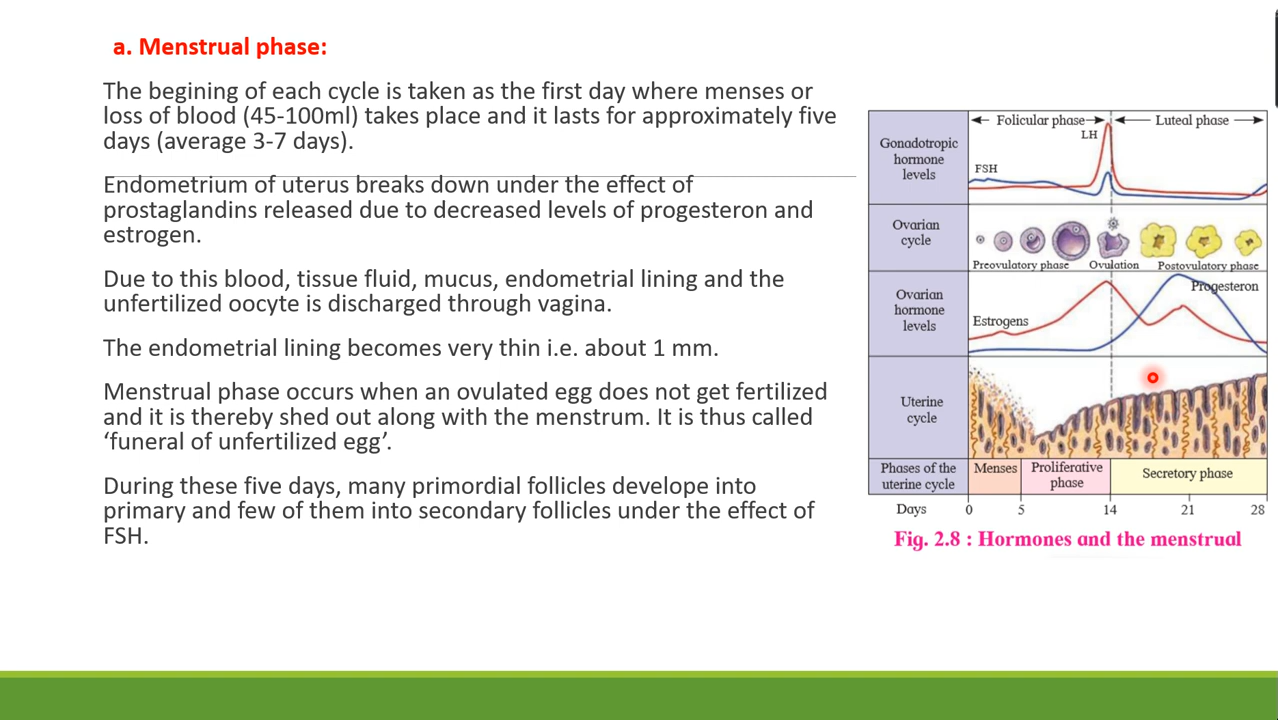 a. Menstrual phase:
The begining of each cycle is taken as the first day where menses or
loss of blood (45-100ml) takes place and it lasts for approximately five
days (average 3-7 days).
Endometrium of uterus breaks down under the effect of
prostaglandins released due to decreased levels of progesteron and
estrogen.
Due to this blood, tissue fluid, mucus, endometrial lining and the
unfertilized oocyte is discharged through vagina.
The endometrial lining becomes very thin i.e. about 1 mm.
Menstrual phase occurs when an ovulated egg does not get fertilized
and it is thereby shed out along with the menstrum. It is thus called
‘funeral of unfertilized egg’.
During these five days, many primordial follicles develope into
primary and few of them into secondary follicles under the effect of
FSH.
Folicular phase
Luteal phase
LH
Gonadotropic
hormone
levels
FSH
Ovarian
cycle
Preovulatory phase
Ovulation
Postovulatory phase
Ovarian
hormone
levels
Progesteron
Estrogens
Uterine
cycle
Phases of the
uterine cycle
Menses
Proliferative
phase
Secretory phase
Days 0 5 14 21 28
Fig. 2.8 : Hormones and the menstrual